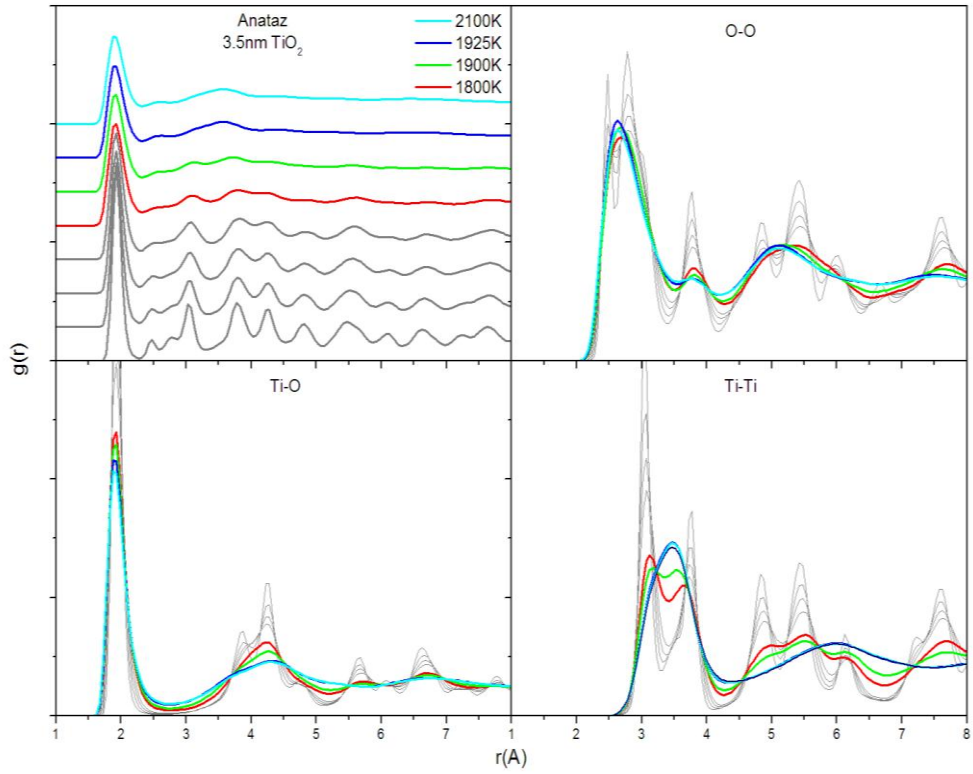 Anataz
3.5nm TiO₂
2100K
1925K
1900K
1800K
O-O
g(r)
Ti-O
Ti-Ti
1 2 3 4 5 6 7 1 2 3 4 5 6 7 8
r(A)